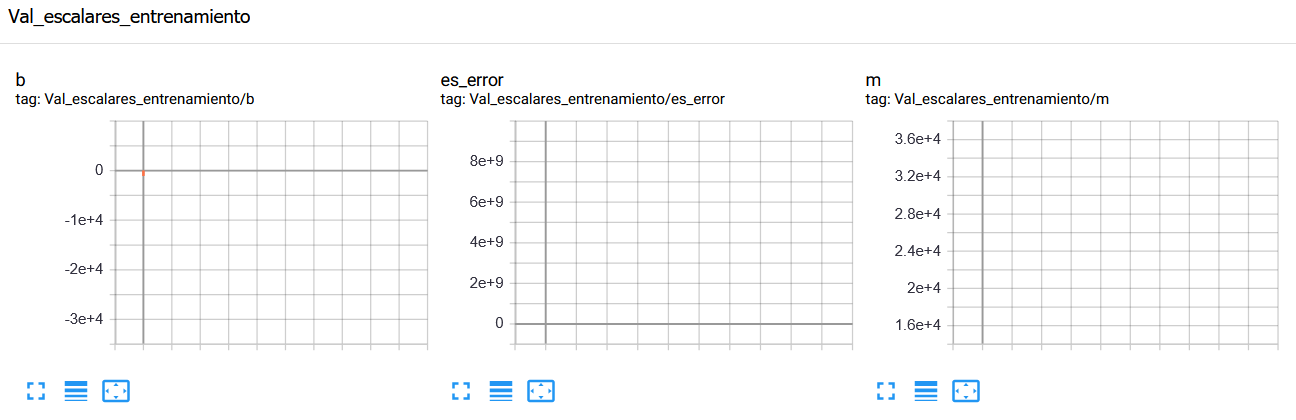 Val_escalares_entrenamiento
b
tag: Val_escalares_entrenamiento/b
0
-1e+4
-2e+4
-3e+4
es_error
tag: Val_escalares_entrenamiento/es_error
8e+9
6e+9
4e+9
2e+9
0
m
tag: Val_escalares_entrenamiento/m
3.6e+4
3.2e+4
2.8e+4
2.4e+4
2e+4
1.6e+4